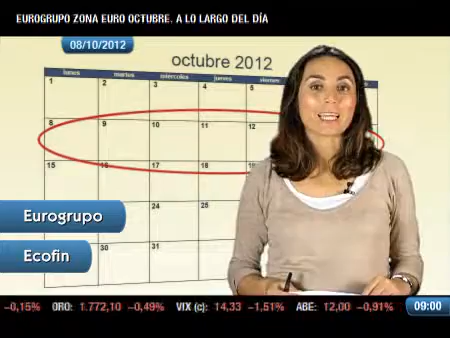 EUROGRUPO ZONA EURO OCTUBRE. A LO LARGO DEL DÍA
08/10/2012
octubre 2012
lunes martes miércoles jueves viernes
1 2 3 4 5
8 9 10 11 12
15 16 17 18 19
24 25
30 31
Eurogrupo
Ecofin
-0,15% ORO: 1.772,10 -0,49% VIX (c): 14,33 -1,51% ABE: 12,00 -0,91% 09:00